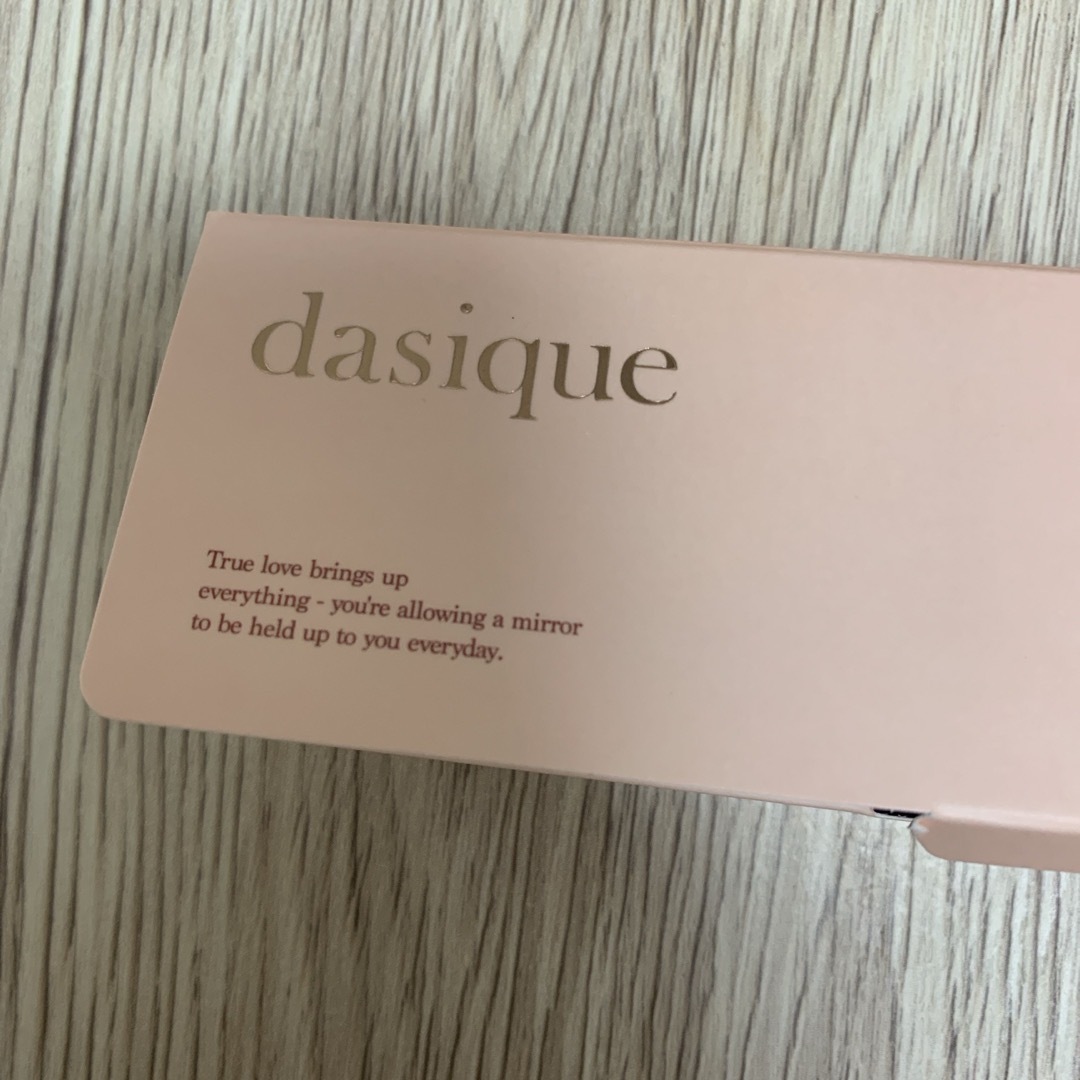 dasique
True love brings up
everything - you're allowing a mirror
to be held up to you everyday.